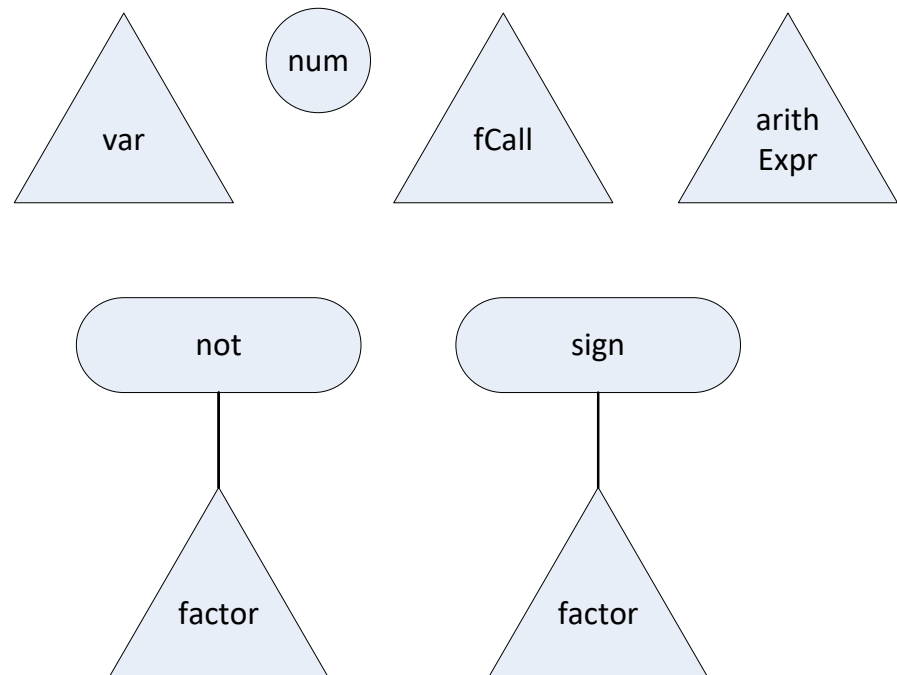 num
var
fCall
arith
Expr
not
sign
factor
factor